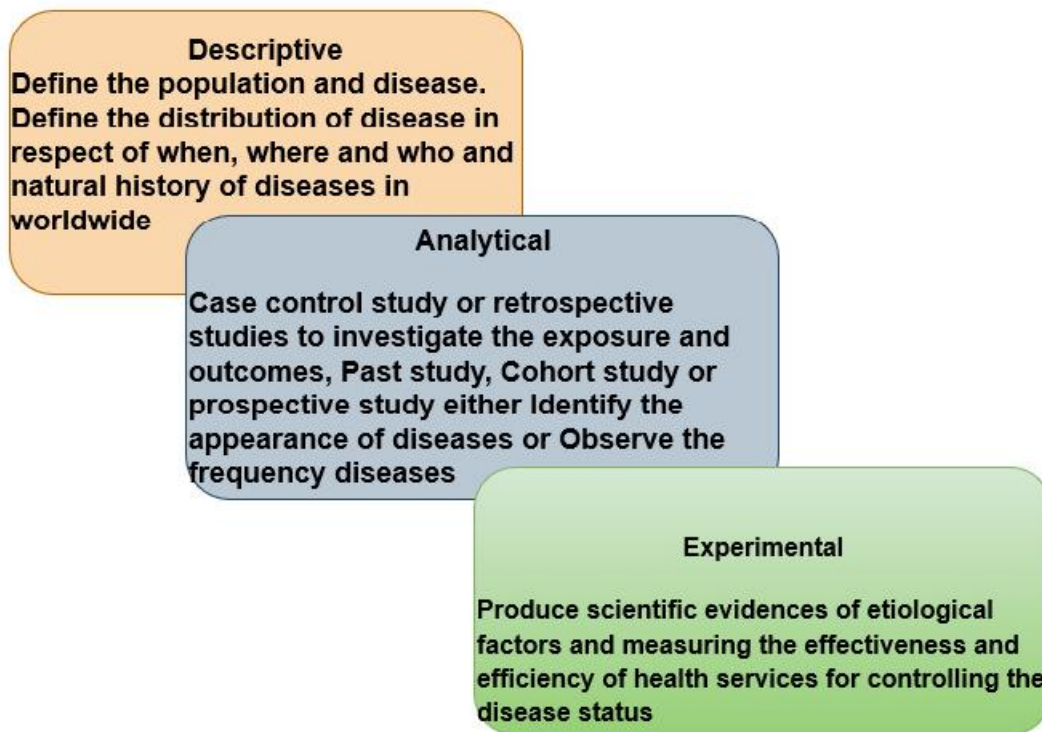 Descriptive
Define the population and disease.
Define the distribution of disease in
respect of when, where and who and
natural history of diseases in
worldwide
Analytical
Case control study or retrospective
studies to investigate the exposure and
outcomes, Past study, Cohort study or
prospective study either Identify the
appearance of diseases or Observe the
frequency diseases
Experimental
Produce scientific evidences of etiological
factors and measuring the effectiveness and
efficiency of health services for controlling the
disease status